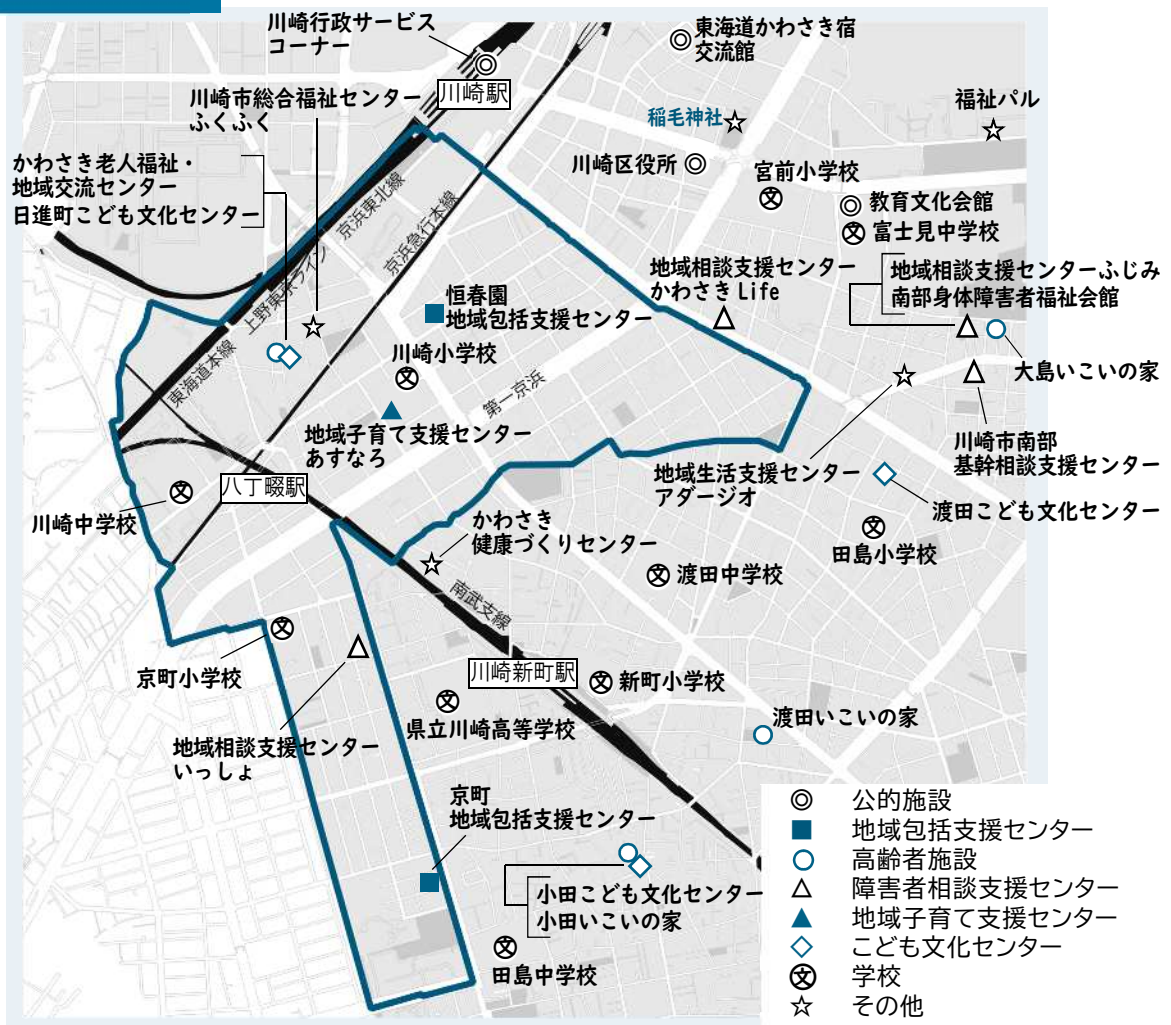 川崎行政サービス
コーナー
東海道かわさき宿
交流館
川崎駅
川崎市総合福祉センター
ふくふく
稲毛神社
福祉パル
かわさき老人福祉・
地域交流センター
日進町こども文化センター
川崎区役所
宮前小学校
教育文化会館
富士見中学校
京浜東北線
上野東京ライン
東海道本線
京浜急行本線
地域相談支援センター
かわさきLife
地域相談支援センターふじみ
南部身体障害者福祉会館
恒春園
地域包括支援センター
川崎小学校
大島いこいの家
第一京浜
地域子育て支援センター
あすなろ
川崎市南部
基幹相談支援センター
地域生活支援センター
アダージオ
八丁畷駅
川崎中学校
かわさき
健康づくりセンター
渡田こども文化センター
田島小学校
渡田中学校
南武支線
京町小学校
川崎新町駅
新町小学校
県立川崎高等学校
渡田いこいの家
地域相談支援センター
いっしょ
京町
地域包括支援センター
小田こども文化センター
小田いこいの家
田島中学校
公的施設
地域包括支援センター
高齢者施設
障害者相談支援センター
地域子育て支援センター
こども文化センター
文 学校
その他